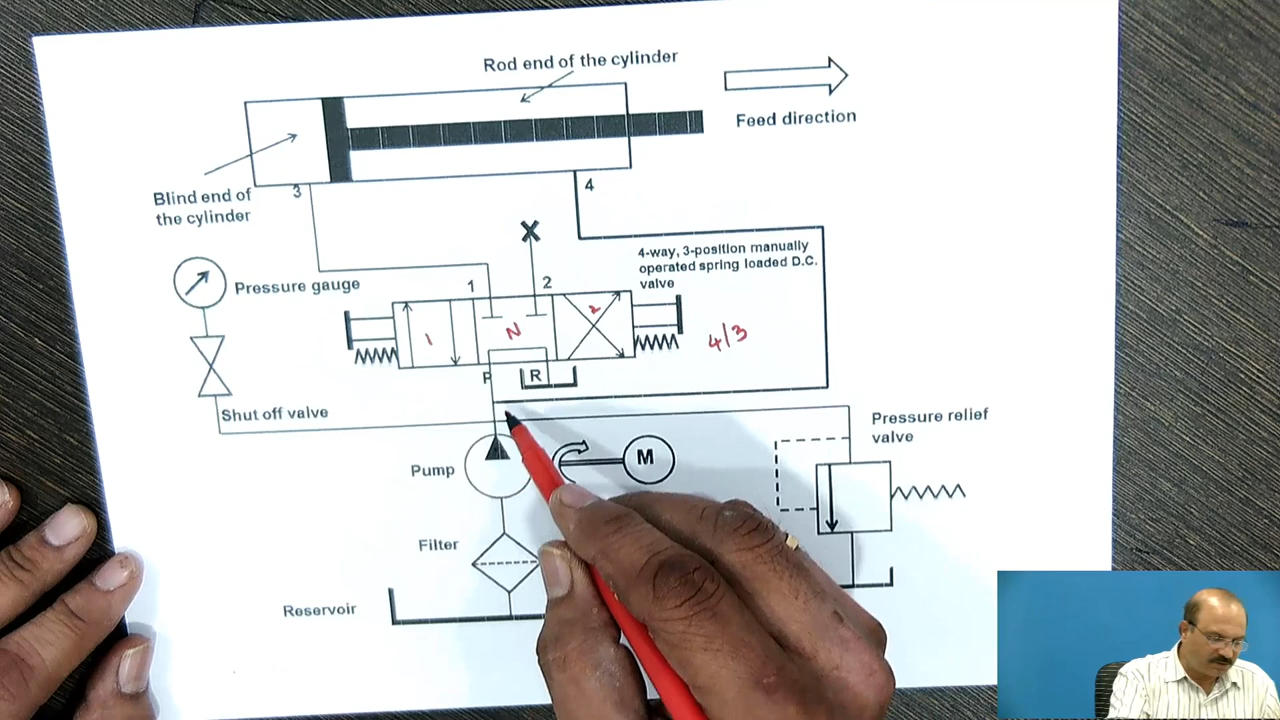 Rod end of the cylinder
Feed direction
Blind end of
the cylinder
3
4
X
4-way, 3-position manually
operated spring loaded D.C.
valve
Pressure gauge
1
2
1
N
2
4/3
P
R
Shut off valve
Pressure relief
valve
Pump
M
Filter
Reservoir